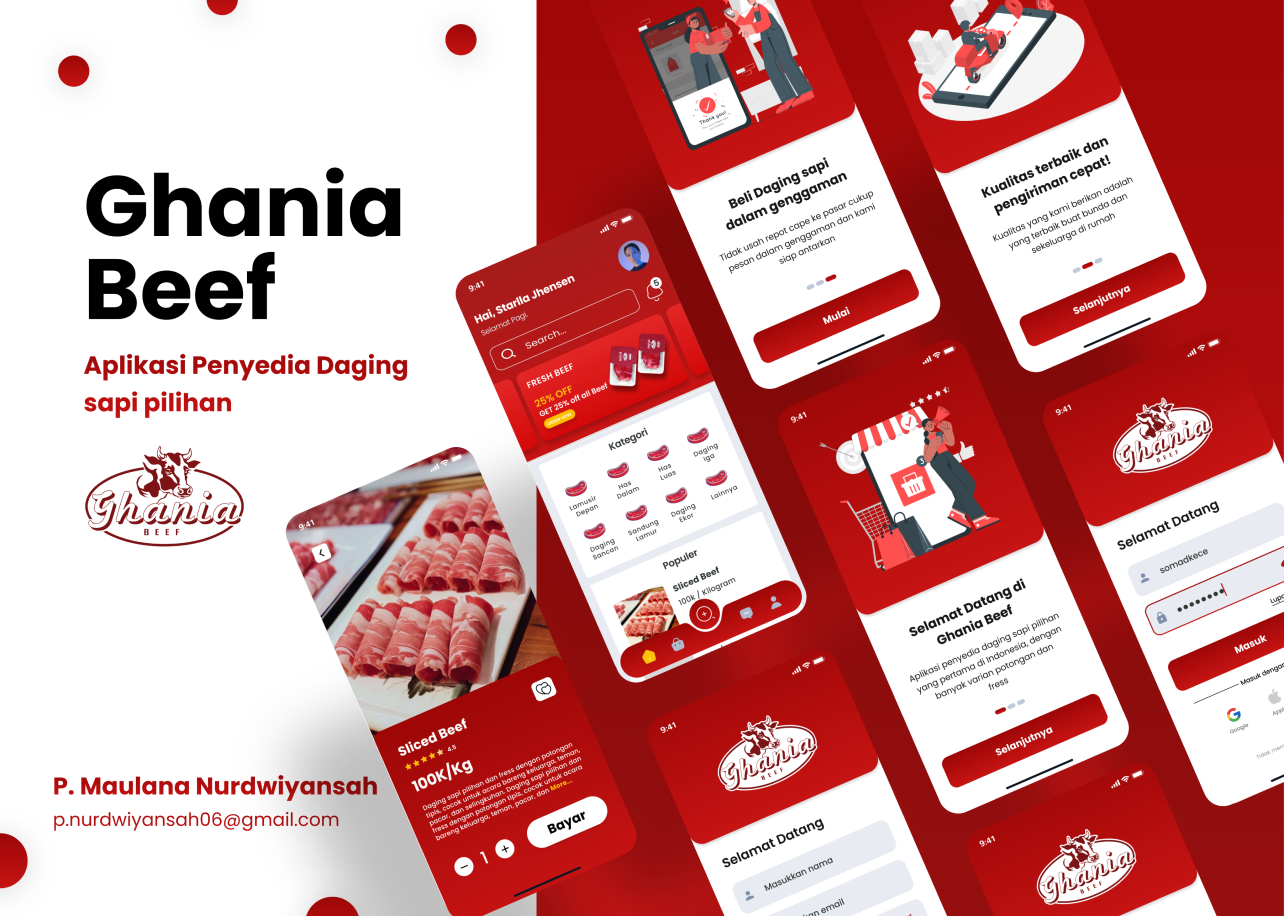 Ghania
Beef
Aplikasi Penyedia Daging
sapi pilihan
Ghania
BEEF
P. Maulana Nurdwiyansah
p.nurdwiyansah06@gmail.com
9:41
Sliced Beef
4.5
100k/Kg
Daging sapi pilihan dan fress dengan potongan
tipis, cocok untuk acara bareng keluarga, teman,
pacar, dan selingkuhan. Daging sapi pilihan dan
fress dengan potongan tipis, cocok untuk acara
bareng keluarga, teman, pacar, dan More...
1
Bayar
9:41
Hai, Starlla Jhensen
Selamat Pagi.
5
Search...
FRESH BEEF
25% OFF
GET 25% off all Beef
Kategori
Lamusir
Depan
Has
Dalam
Has
Luas
Daging
Iga
Daging
Sancan
Sandung
Lamur
Daging
Ekor
Lainnya
Populer
Sliced Beef
100k / Kilogram
Thank you!
Beli Daging sapi
dalam genggaman
Tidak usah repot cape ke pasar cukup
pesan dalam genggaman dan kami
siap antarkan
Mulai
Kualitas terbaik dan
pengiriman cepat!
Kualitas yang kami berikan adalah
yang terbaik buat bunda dan
sekeluarga di rumah
Selanjutnya
9:41
Selamat Datang di
Ghania Beef
Aplikasi penyedia daging sapi pilihan
yang pertama di Indonesia, dengan
banyak varian potongan dan
fress
Selanjutnya
9:41
Ghania
BEEF
Selamat Datang
somadkece
Lupa
Masuk
Masuk dengan
Google
Appl
Tidak mem
9:41
Ghania
BEEF
Selamat Datang
Masukkan nama
kan email
9:41
Ghania
BEEF